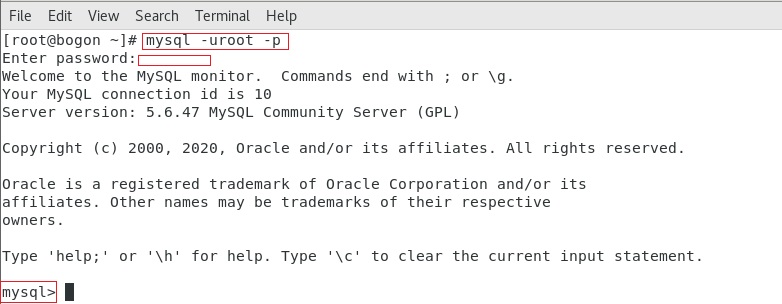 File Edit View Search Terminal Help
[root@bogon ~]# mysql -uroot -p
Enter password:
Welcome to the MySQL monitor.  Commands end with ; or \g.
Your MySQL connection id is 10
Server version: 5.6.47 MySQL Community Server (GPL)
Copyright (c) 2000, 2020, Oracle and/or its affiliates. All rights reserved.
Oracle is a registered trademark of Oracle Corporation and/or its
affiliates. Other names may be trademarks of their respective
owners.
Type 'help;' or '\h' for help. Type '\c' to clear the current input statement.
mysql>